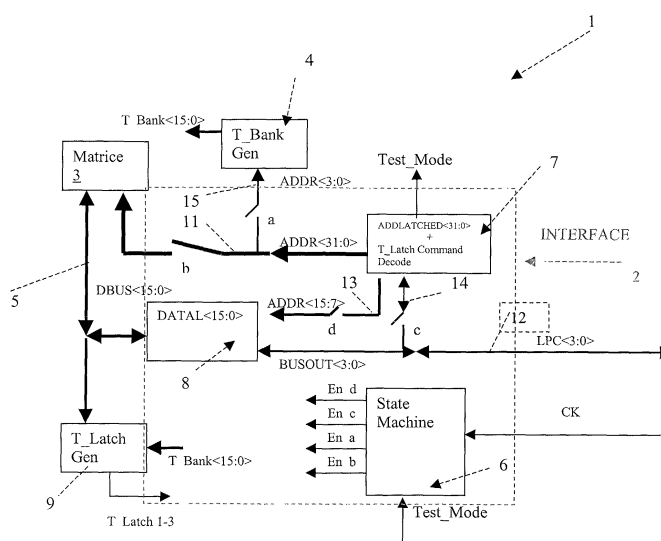 1
4
T_Bank<15:0>
T_Bank
Gen
Matrice
3
Test_Mode
7
15
ADDR<3:0>
a
11
ADDLATCHED<31:0>
+
T_Latch Command
Decode
ADDR<31:0>
INTERFACE
2
b
5
13
14
DBUS<15:0>
ADDR<15:7>
d
c
12
DATAL<15:0>
8
BUSOUT<3:0>
LPC<3:0>
En d
En c
En a
En b
State
Machine
6
CK
T_Latch
Gen
9
T_Bank<15:0>
T_Latch 1-3
Test_Mode